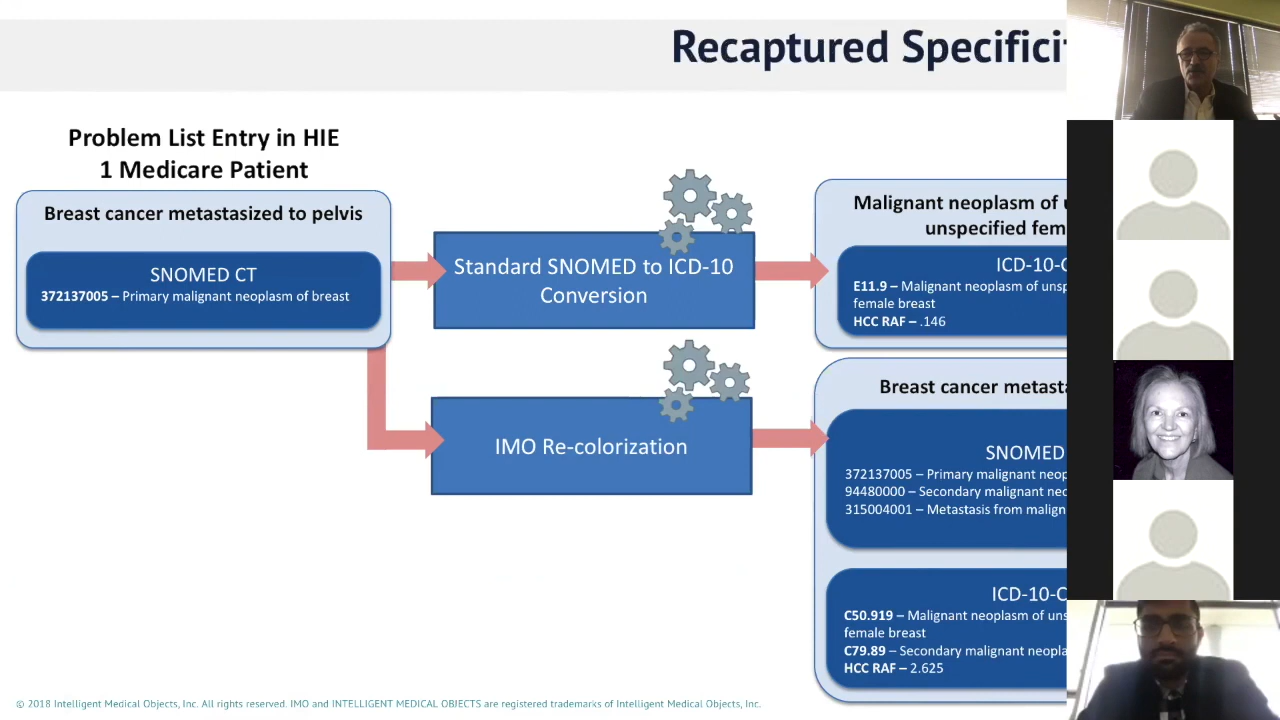 Recaptured Specifici
Problem List Entry in HIE
1 Medicare Patient
Breast cancer metastasized to pelvis
SNOMED CT
372137005 – Primary malignant neoplasm of breast
Standard SNOMED to ICD-10
Conversion
Malignant neoplasm of
unspecified fem
ICD-10-C
E11.9 – Malignant neoplasm of unsp
female breast
HCC RAF – .146
IMO Re-colorization
Breast cancer metasta
SNOMED
372137005 – Primary malignant neop
94480000 – Secondary malignant neo
315004001 – Metastasis from malign
ICD-10-C
C50.919 – Malignant neoplasm of uns
female breast
C79.89 – Secondary malignant neopla
HCC RAF – 2.625
© 2018 Intelligent Medical Objects, Inc. All rights reserved. IMO and INTELLIGENT MEDICAL OBJECTS are registered trademarks of Intelligent Medical Objects, Inc.